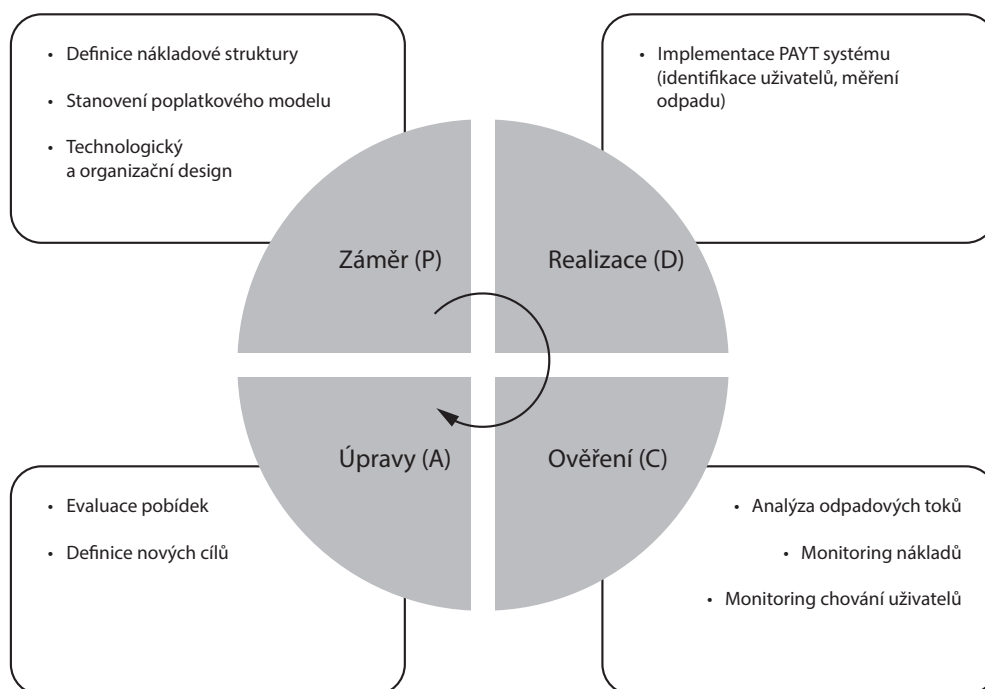 • Definice nákladové struktury
• Stanovení poplatkového modelu
• Technologický
a organizační design
• Implementace PAYT systému
(identifikace uživatelů, měření
odpadu)
Záměr (P)
Realizace (D)
Úpravy (A)
Ověření (C)
• Evaluace pobídek
• Definice nových cílů
• Analýza odpadových toků
• Monitoring nákladů
• Monitoring chování uživatelů